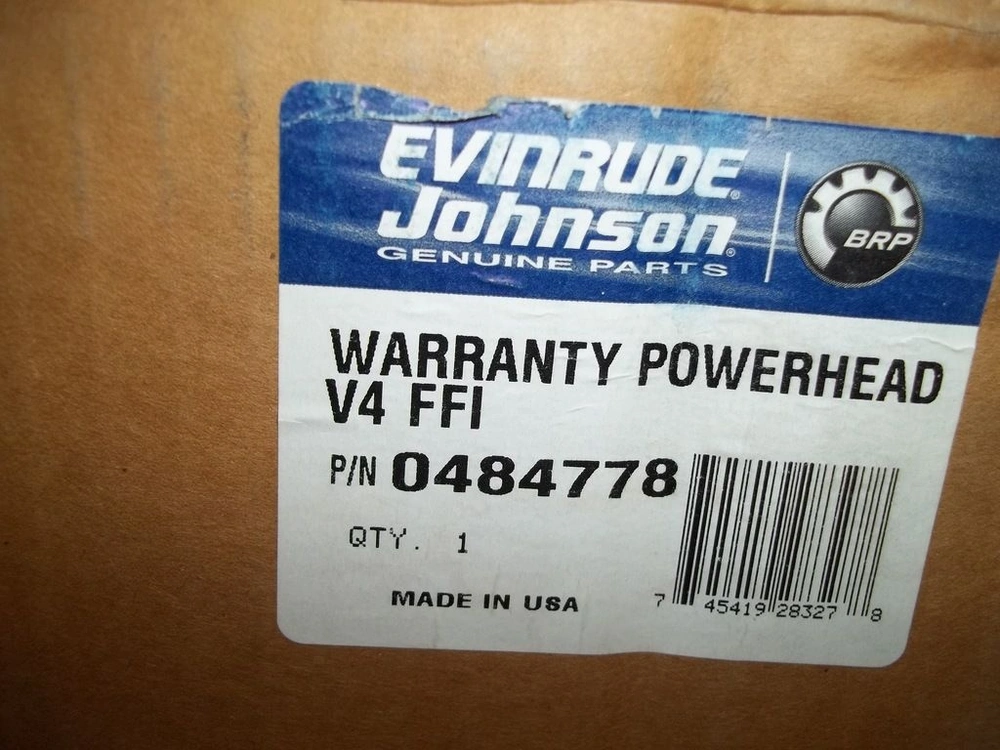 EVINRUDE
Johnson
GENUINE PARTS
BRP
WARRANTY POWERHEAD
V4 FFI
P/N 0484778
QTY. 1
MADE IN USA
7 45419 28327 8